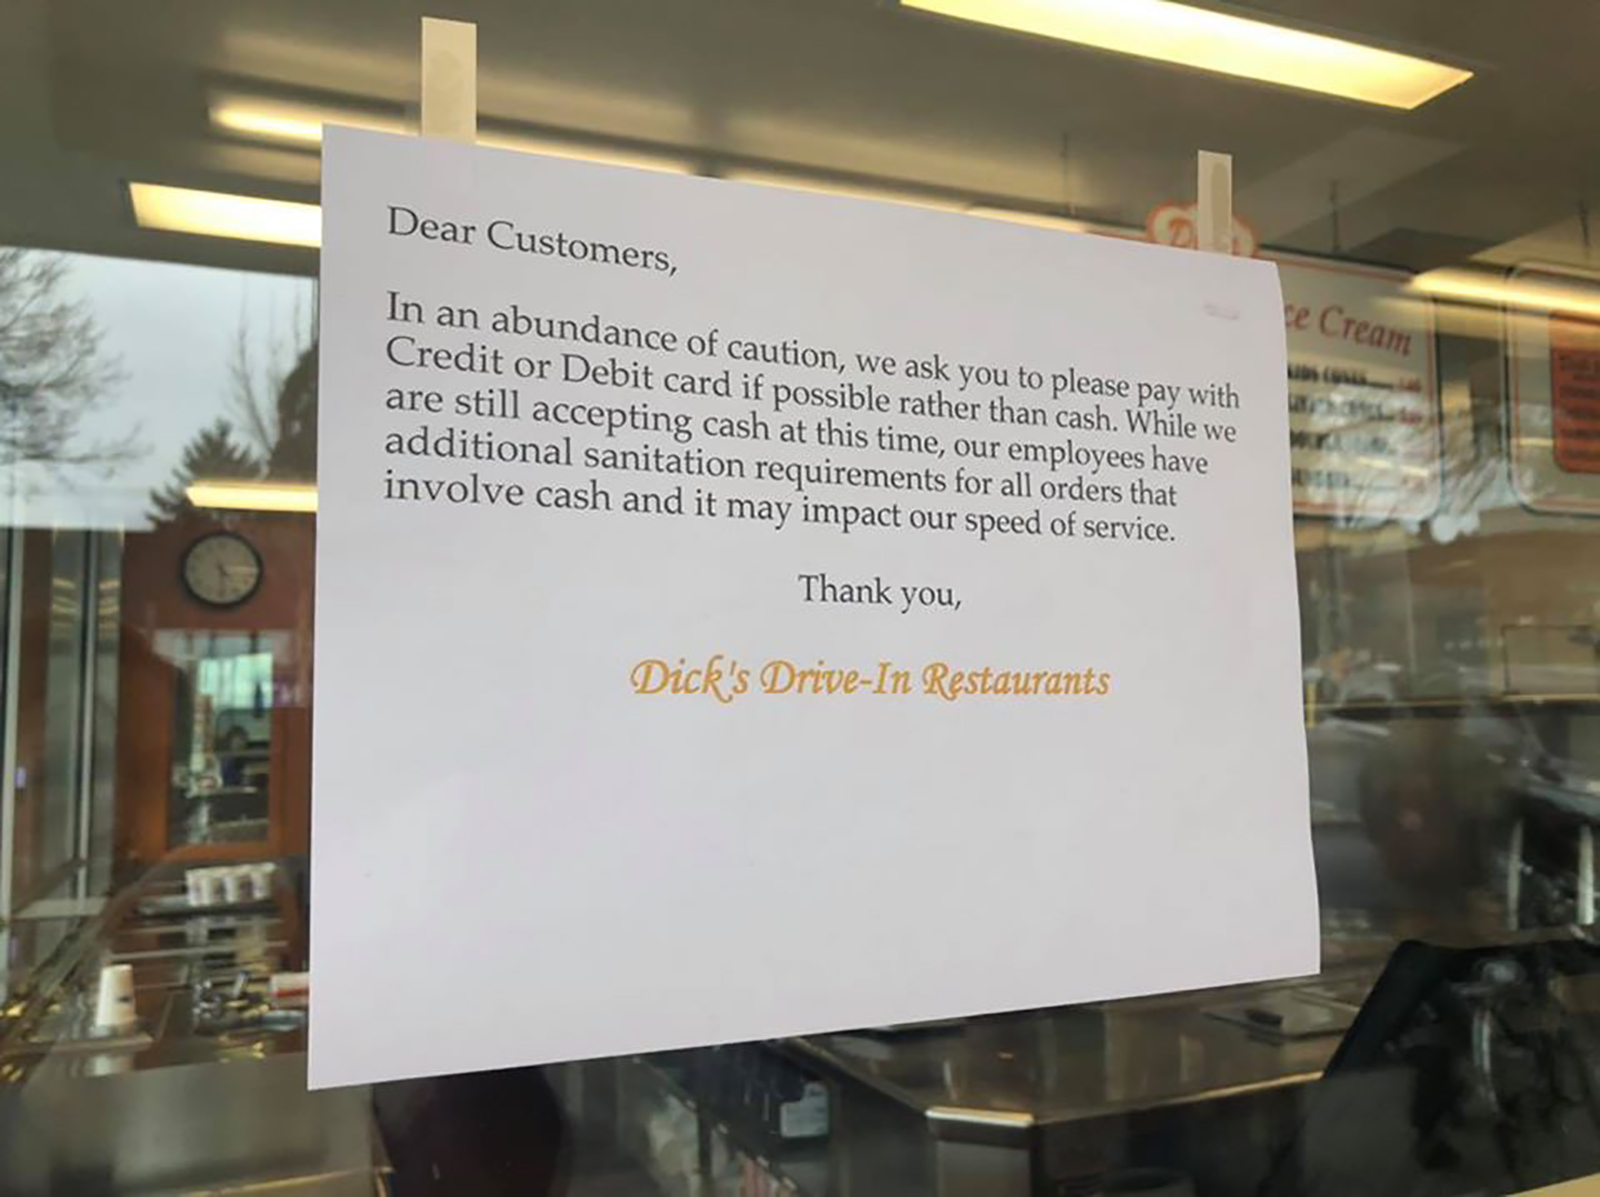 Dear Customers,
In an abundance of caution, we ask you to please pay with
Credit or Debit card if possible rather than cash. While we
are still accepting cash at this time, our employees have
additional sanitation requirements for all orders that
involve cash and it may impact our speed of service.
Thank you,
Dick's Drive-In Restaurants
Cream